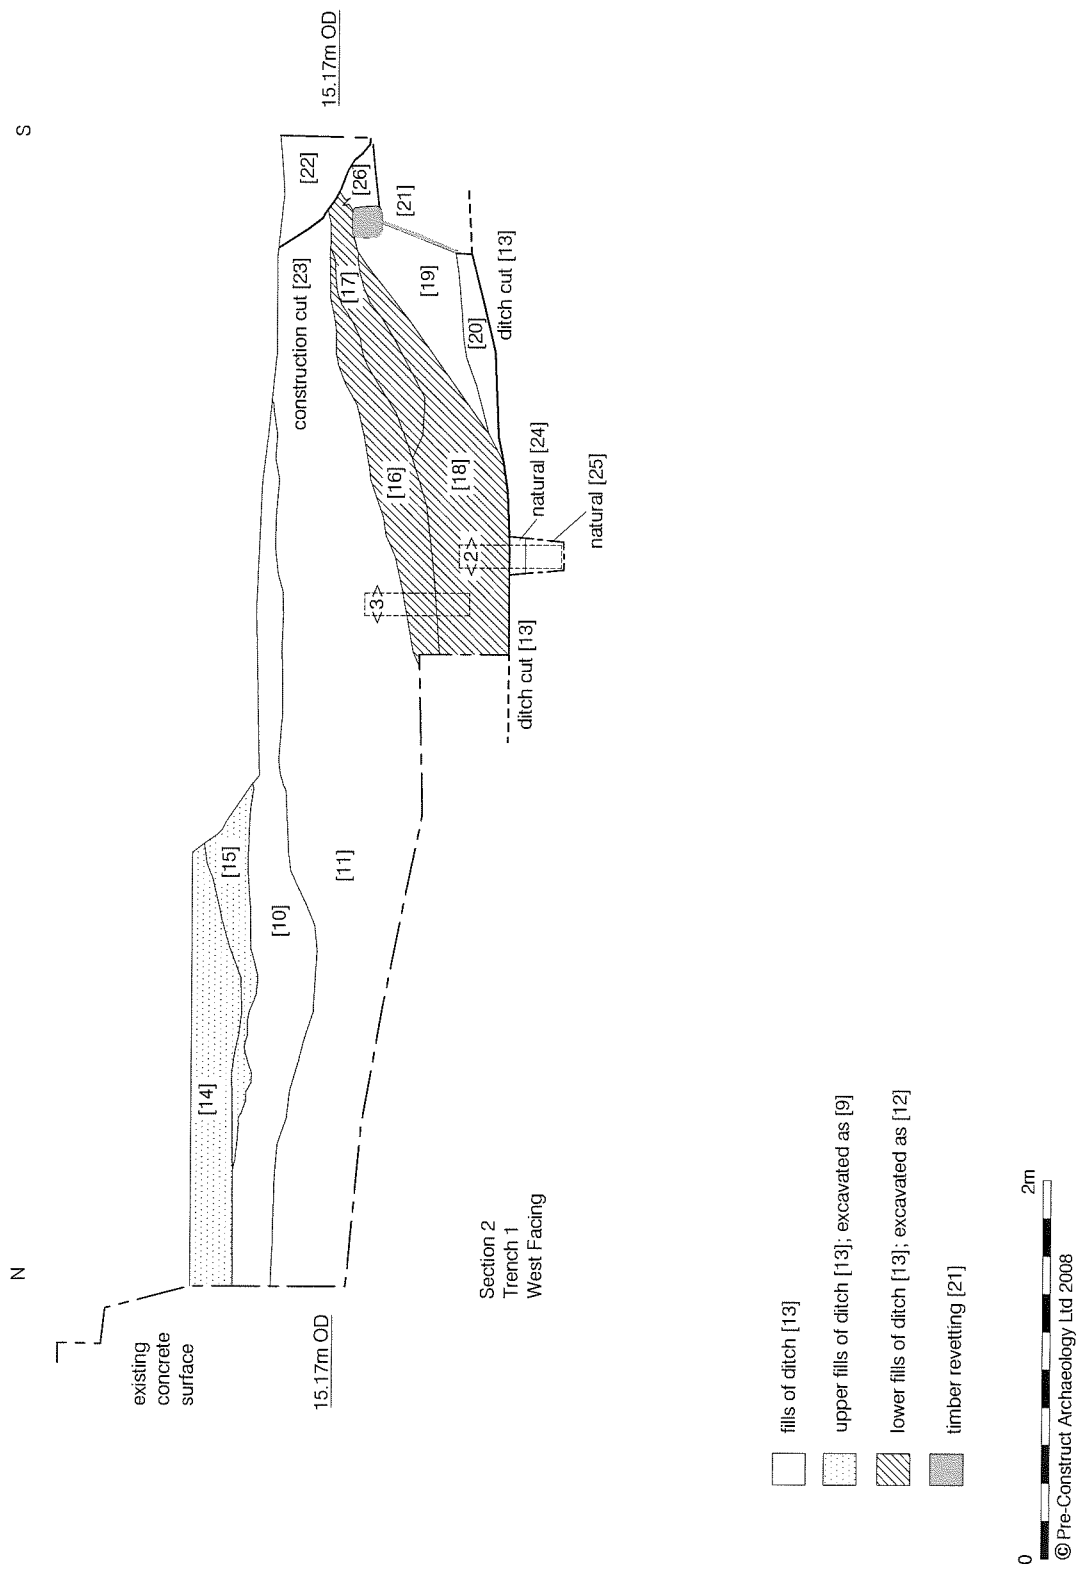 N
S
existing
concrete
surface
15.17m OD
15.17m OD
[14]
[15]
[10]
[11]
construction cut [23]
[22]
[26]
[21]
[17]
[16]
[18]
[19]
[20]
<3>
<2>
ditch cut [13]
ditch cut [13]
natural [24]
natural [25]
Section 2
Trench 1
West Facing
fills of ditch [13]
upper fills of ditch [13]; excavated as [9]
lower fills of ditch [13]; excavated as [12]
timber revetting [21]
0
2m
© Pre-Construct Archaeology Ltd 2008